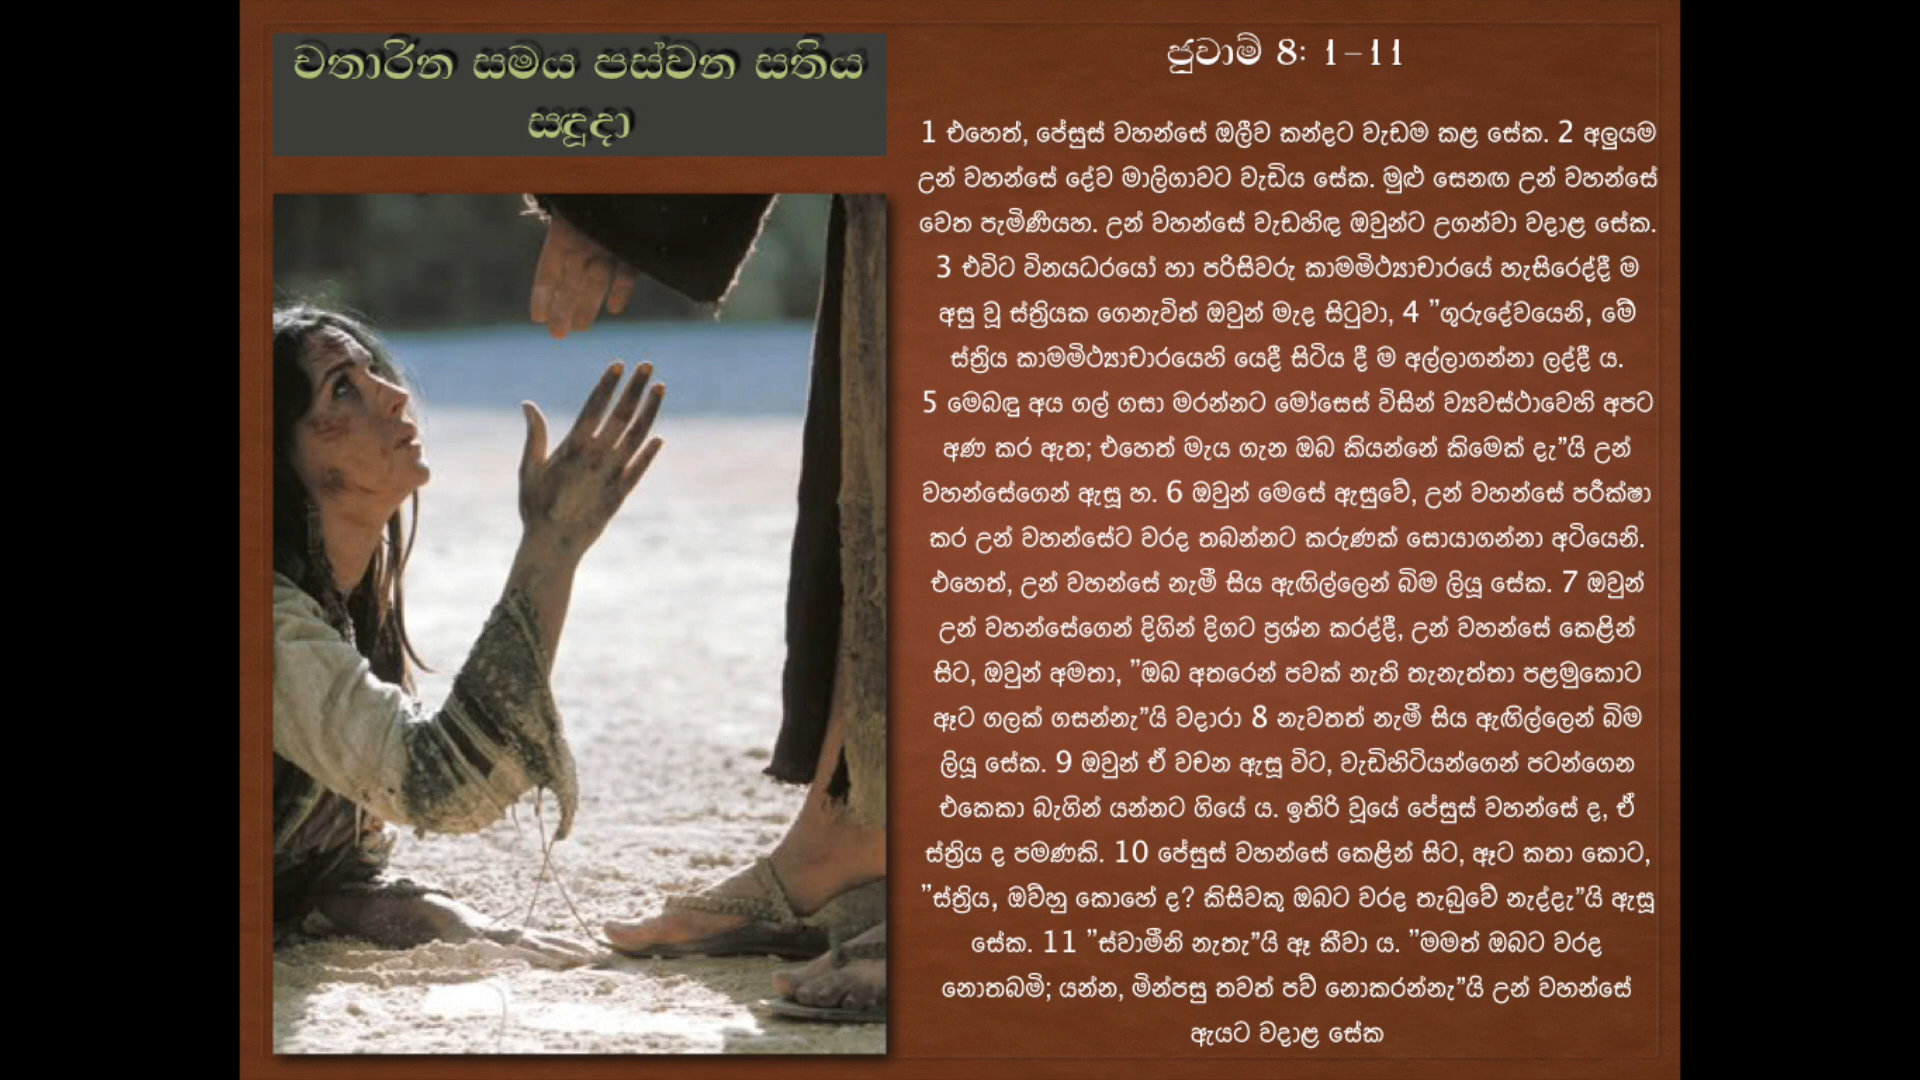 චතාරින සමය පස්වන සතිය
සඳූදා
ජුවාම් 8: 1-11
1 එහෙත්, ජේසුස් වහන්සේ ඔලීව කන්දට වැඩම කළ සේක. 2 අලුයම
උන් වහන්සේ දේව මාලිගාවට වැඩිය සේක. මුළු සෙනඟ උන් වහන්සේ
වෙත පැමිණියහ. උන් වහන්සේ වැඩහිඳ ඔවුන්ට උගන්වා වදාළ සේක.
3 එවිට විනයධරයෝ හා පරිසිවරු කාමමිථ්‍යාචාරයේ හැසිරෙද්දී ම
අසු වූ ස්ත්‍රියක ගෙනැවිත් ඔවුන් මැද සිටුවා, 4 ”ගුරුදේවයෙනි, මේ
ස්ත්‍රිය කාමමිථ්‍යාචාරයෙහි යෙදී සිටිය දී ම අල්ලාගන්නා ලද්දී ය.
5 මෙබඳු අය ගල් ගසා මරන්නට මෝසෙස් විසින් ව්‍යවස්ථාවෙහි අපට
අණ කර ඇත; එහෙත් මැය ගැන ඔබ කියන්නේ කිමෙක් දැ”යි උන්
වහන්සේගෙන් ඇසූ හ. 6 ඔවුන් මෙසේ ඇසුවේ, උන් වහන්සේ පරීක්ෂා
කර උන් වහන්සේට වරද තබන්නට කරුණක් සොයාගන්නා අටියෙනි.
එහෙත්, උන් වහන්සේ නැමී සිය ඇඟිල්ලෙන් බිම ලියූ සේක. 7 ඔවුන්
උන් වහන්සේගෙන් දිගින් දිගට ප්‍රශ්න කරද්දී, උන් වහන්සේ කෙළින්
සිට, ඔවුන් අමතා, ”ඔබ අතරෙන් පවක් නැති තැනැත්තා පළමුකොට
ඈට ගලක් ගසන්නැ”යි වදාරා 8 නැවතත් නැමී සිය ඇඟිල්ලෙන් බිම
ලියූ සේක. 9 ඔවුන් ඒ වචන ඇසූ විට, වැඩිහිටියන්ගෙන් පටන්ගෙන
එකෙකා බැගින් යන්නට ගියේ ය. ඉතිරි වූයේ ජේසුස් වහන්සේ ද, ඒ
ස්ත්‍රිය ද පමණකි. 10 ජේසුස් වහන්සේ කෙළින් සිට, ඈට කතා කොට,
”ස්ත්‍රිය, ඔව්හු කොහේ ද? කිසිවකු ඔබට වරද තැබුවේ නැද්දැ”යි ඇසූ
සේක. 11 ”ස්වාමීනි නැතැ”යි ඈ කීවා ය. ”මමත් ඔබට වරද
නොතබමි; යන්න, මින්පසු තවත් පව් නොකරන්නැ”යි උන් වහන්සේ
ඇයට වදාළ සේක